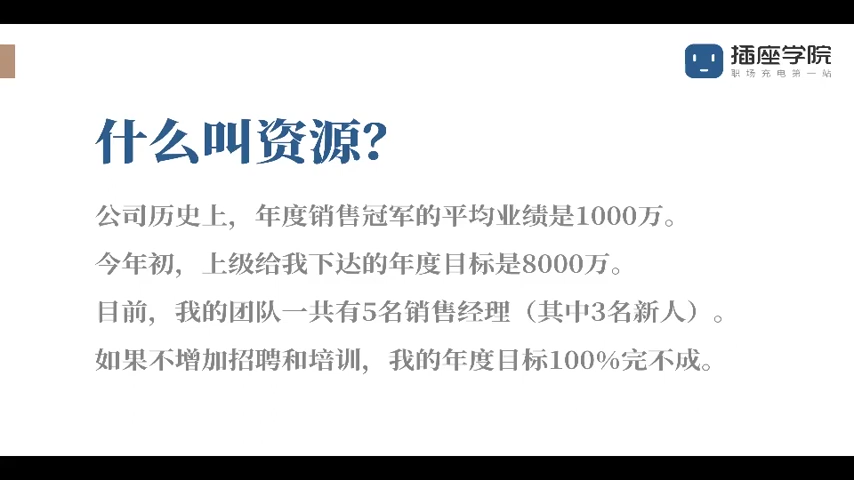 插座学院
职场充电第一站
什么叫资源？
公司历史上，年度销售冠军的平均业绩是1000万。
今年初，上级给我下达的年度目标是8000万。
目前，我的团队一共有5名销售经理（其中3名新人）。
如果不增加招聘和培训，我的年度目标100%完不成。